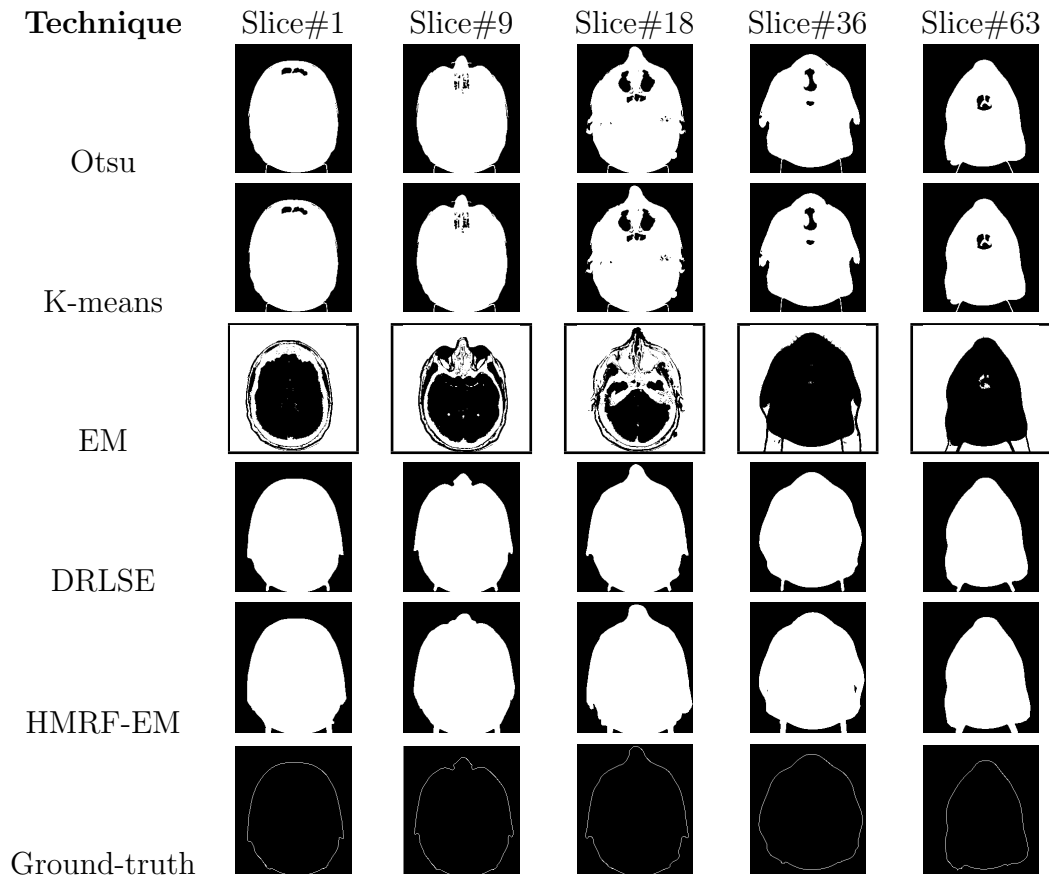 Technique Slice#1 Slice#9 Slice#18 Slice#36 Slice#63
Otsu
K-means
EM
DRLSE
HMRF-EM
Ground-truth